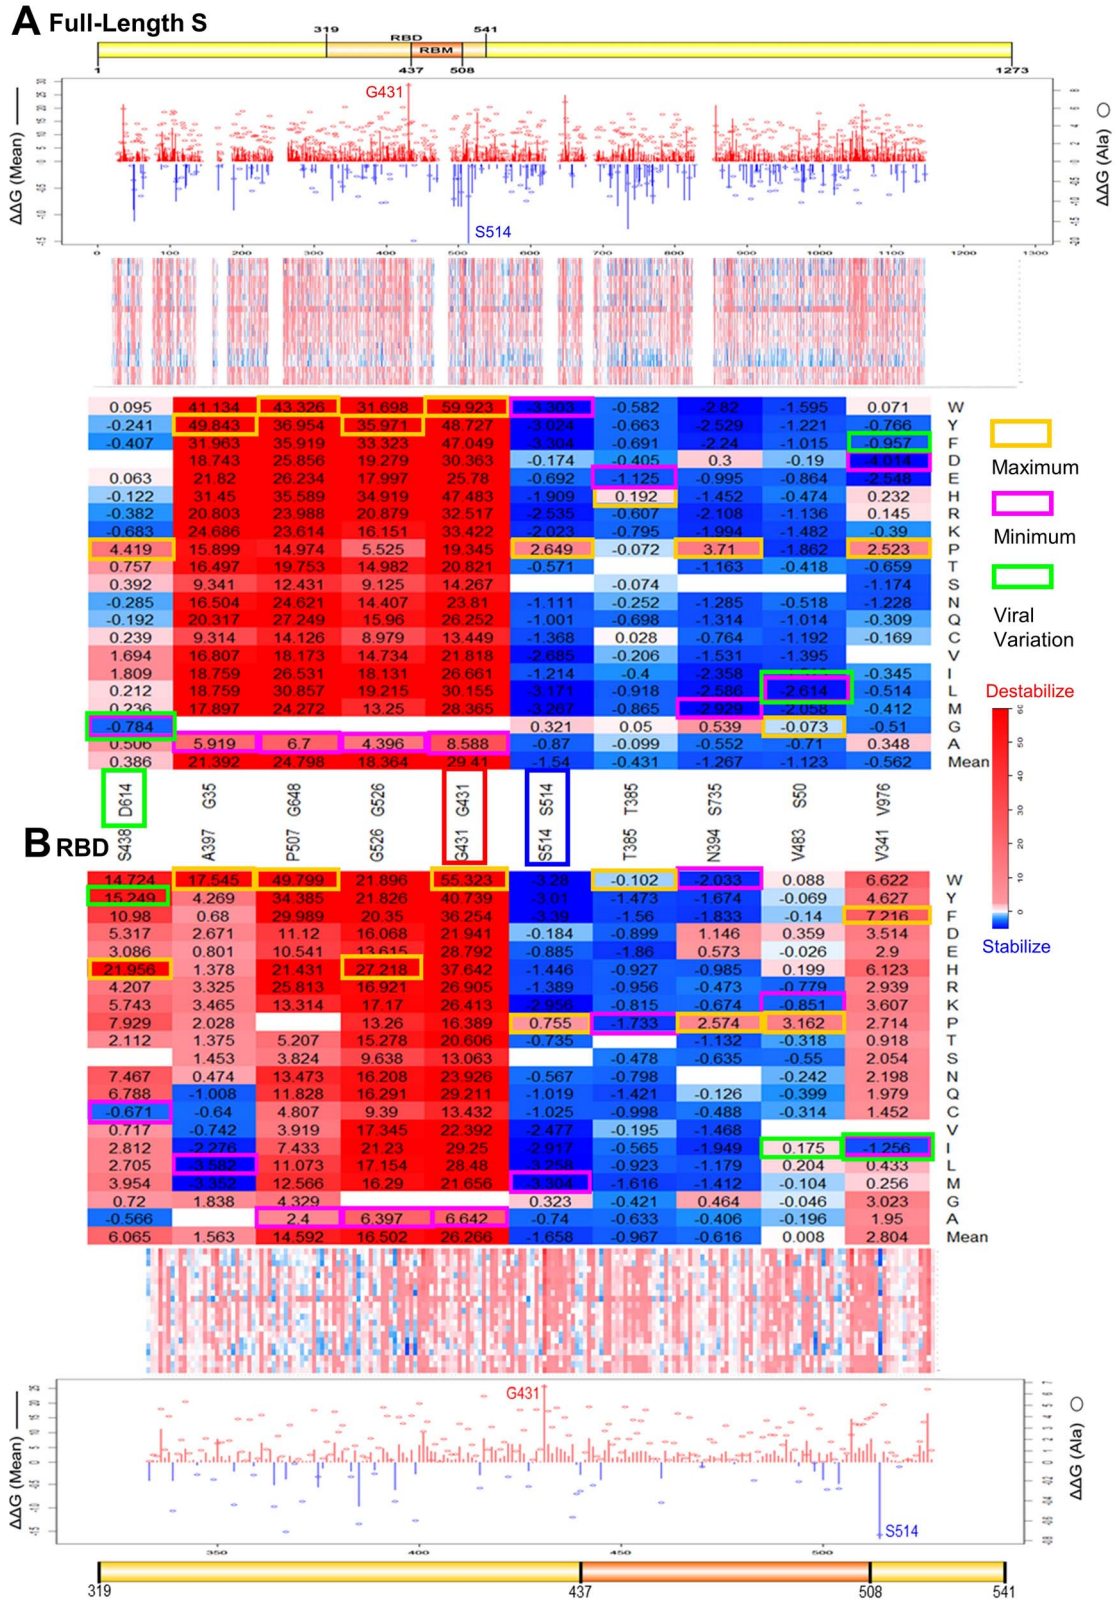 A Full-Length S
319 RBD 541
RBM
1 437 508 1273
G431
ΔΔG (Mean)
ΔΔG (Ala)
S514
0 100 200 300 400 500 600 700 800 900 1000 1100 1200 1300
0.095 41.134 43.326 31.698 59.923 -3.303 -0.582 -2.82 -1.595 0.071 W
-0.241 49.843 36.954 35.971 48.727 -3.024 -0.663 -2.529 -1.221 -0.766 Y
-0.407 31.963 35.919 33.323 47.049 -3.304 -0.691 -2.24 -1.015 -0.957 F
18.743 25.856 19.279 30.363 -0.174 -0.405 0.3 -0.19 -4.014 D
0.063 21.82 26.234 17.997 25.78 -0.692 -1.125 -0.995 -0.864 -2.548 E
-0.122 31.45 35.589 34.919 47.483 -1.909 0.192 -1.452 -0.474 0.232 H
-0.382 20.803 23.988 20.879 32.517 -2.535 -0.607 -2.108 -1.136 0.145 R
-0.683 24.686 23.614 16.151 33.422 -2.023 -0.795 -1.994 -1.482 -0.39 K
4.419 15.899 14.974 5.525 19.345 2.649 -0.072 3.71 -1.862 2.523 P
0.757 16.497 19.753 14.982 20.821 -0.571 -1.163 -0.418 -0.659 T
0.392 9.341 12.431 9.125 14.267 -0.074 -1.174 S
-0.285 16.504 24.621 14.407 23.81 -1.111 -0.252 -1.285 -0.518 -1.228 N
-0.192 20.317 27.249 15.96 26.252 -1.001 -0.698 -1.314 -1.014 -0.309 Q
0.239 9.314 14.126 8.979 13.449 -1.368 0.028 -0.764 -1.192 -0.169 C
1.694 16.807 18.173 14.734 21.818 -2.685 -0.206 -1.531 -1.395 V
1.809 18.759 26.531 18.131 26.661 -1.214 -0.4 -2.358 -0.345 I
0.212 18.759 30.857 19.215 30.155 -3.171 -0.918 -2.586 -2.614 -0.514 L
0.236 17.897 24.272 13.25 28.365 -3.267 -0.865 -2.929 -2.058 -0.412 M
-0.784 0.321 0.05 0.539 -0.073 -0.51 G
0.506 5.919 6.7 4.396 8.588 -0.87 -0.099 -0.552 -0.71 0.348 A
0.386 21.392 24.798 18.364 29.41 -1.54 -0.431 -1.267 -1.123 -0.562 Mean
Maximum
Minimum
Viral
Variation
Destabilize
60
50
40
30
20
10
0
Stabilize
D614 G35 G648 G526 G431 S514 T385 S735 S50 V976
B RBD
S438 A397 P507 G526 G431 S514 T385 N394 V483 V341
14.724 17.545 49.799 21.896 55.323 -3.28 -0.102 -2.033 0.088 6.622 W
15.249 4.269 34.385 21.826 40.739 -3.01 -1.473 -1.674 -0.069 4.627 Y
10.98 0.68 29.989 20.35 36.254 -3.39 -1.56 -1.833 -0.14 7.216 F
5.317 2.671 11.12 16.068 21.941 -0.184 -0.899 1.146 0.359 3.514 D
3.086 0.801 10.541 13.615 28.792 -0.885 -1.86 0.573 -0.026 2.9 E
21.956 1.378 21.431 27.218 37.642 -1.446 -0.927 -0.985 0.199 6.123 H
4.207 3.325 25.813 16.921 26.905 -1.389 -0.956 -0.473 -0.779 2.939 R
5.743 3.465 13.314 17.17 26.413 -2.956 -0.815 -0.674 -0.851 3.607 K
7.929 2.028 13.26 16.389 0.755 -1.733 2.574 3.162 2.714 P
2.112 1.375 5.207 15.278 20.606 -0.735 -1.132 -0.318 0.918 T
1.453 3.824 9.638 13.063 -0.478 -0.635 -0.55 2.054 S
7.467 0.474 13.473 16.208 23.926 -0.567 -0.798 -0.242 2.198 N
6.788 -1.008 11.828 16.291 29.211 -1.019 -1.421 -0.126 -0.399 1.979 Q
-0.671 -0.64 4.807 9.39 13.432 -1.025 -0.998 -0.488 -0.314 1.452 C
0.717 -0.742 3.919 17.345 22.392 -2.477 -0.195 -1.468 V
2.812 -2.276 7.433 21.23 29.25 -2.917 -0.565 -1.949 0.175 -1.256 I
2.705 -3.582 11.073 17.154 28.48 -3.258 -0.923 -1.179 0.204 0.433 L
3.954 -3.352 12.566 16.29 21.656 -3.304 -1.616 -1.412 -0.104 0.256 M
0.72 1.838 4.329 0.323 -0.421 0.464 -0.046 3.023 G
-0.566 2.4 6.397 6.642 -0.74 -0.633 -0.406 -0.196 1.95 A
6.065 1.563 14.592 16.502 26.266 -1.658 -0.967 -0.616 0.008 2.804 Mean
G431
ΔΔG (Mean)
ΔΔG (Ala)
S514
350 400 450 500
319 437 508 541